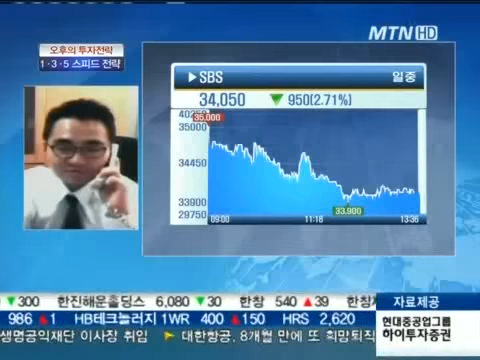 MTN HD
오후의 투자전략
1·3·5 스피드 전략
▶SBS 일중
34,050 ▼ 950(2.71%)
40250
35,000
35000
34450
33900
29750
33,900
09:00 11:16 13:36
▼300 한진해운홀딩스 6,080 ▼30 한창 540 ▲39 한창
986 ▲1 HB테크놀러지 1WR 400 ▲150 HRS 2,620
생명공익재단 이사장 취임 ▶ 대한항공, 8개월 만에 또 희망퇴직
자료제공
현대중공업그룹
하이투자증권